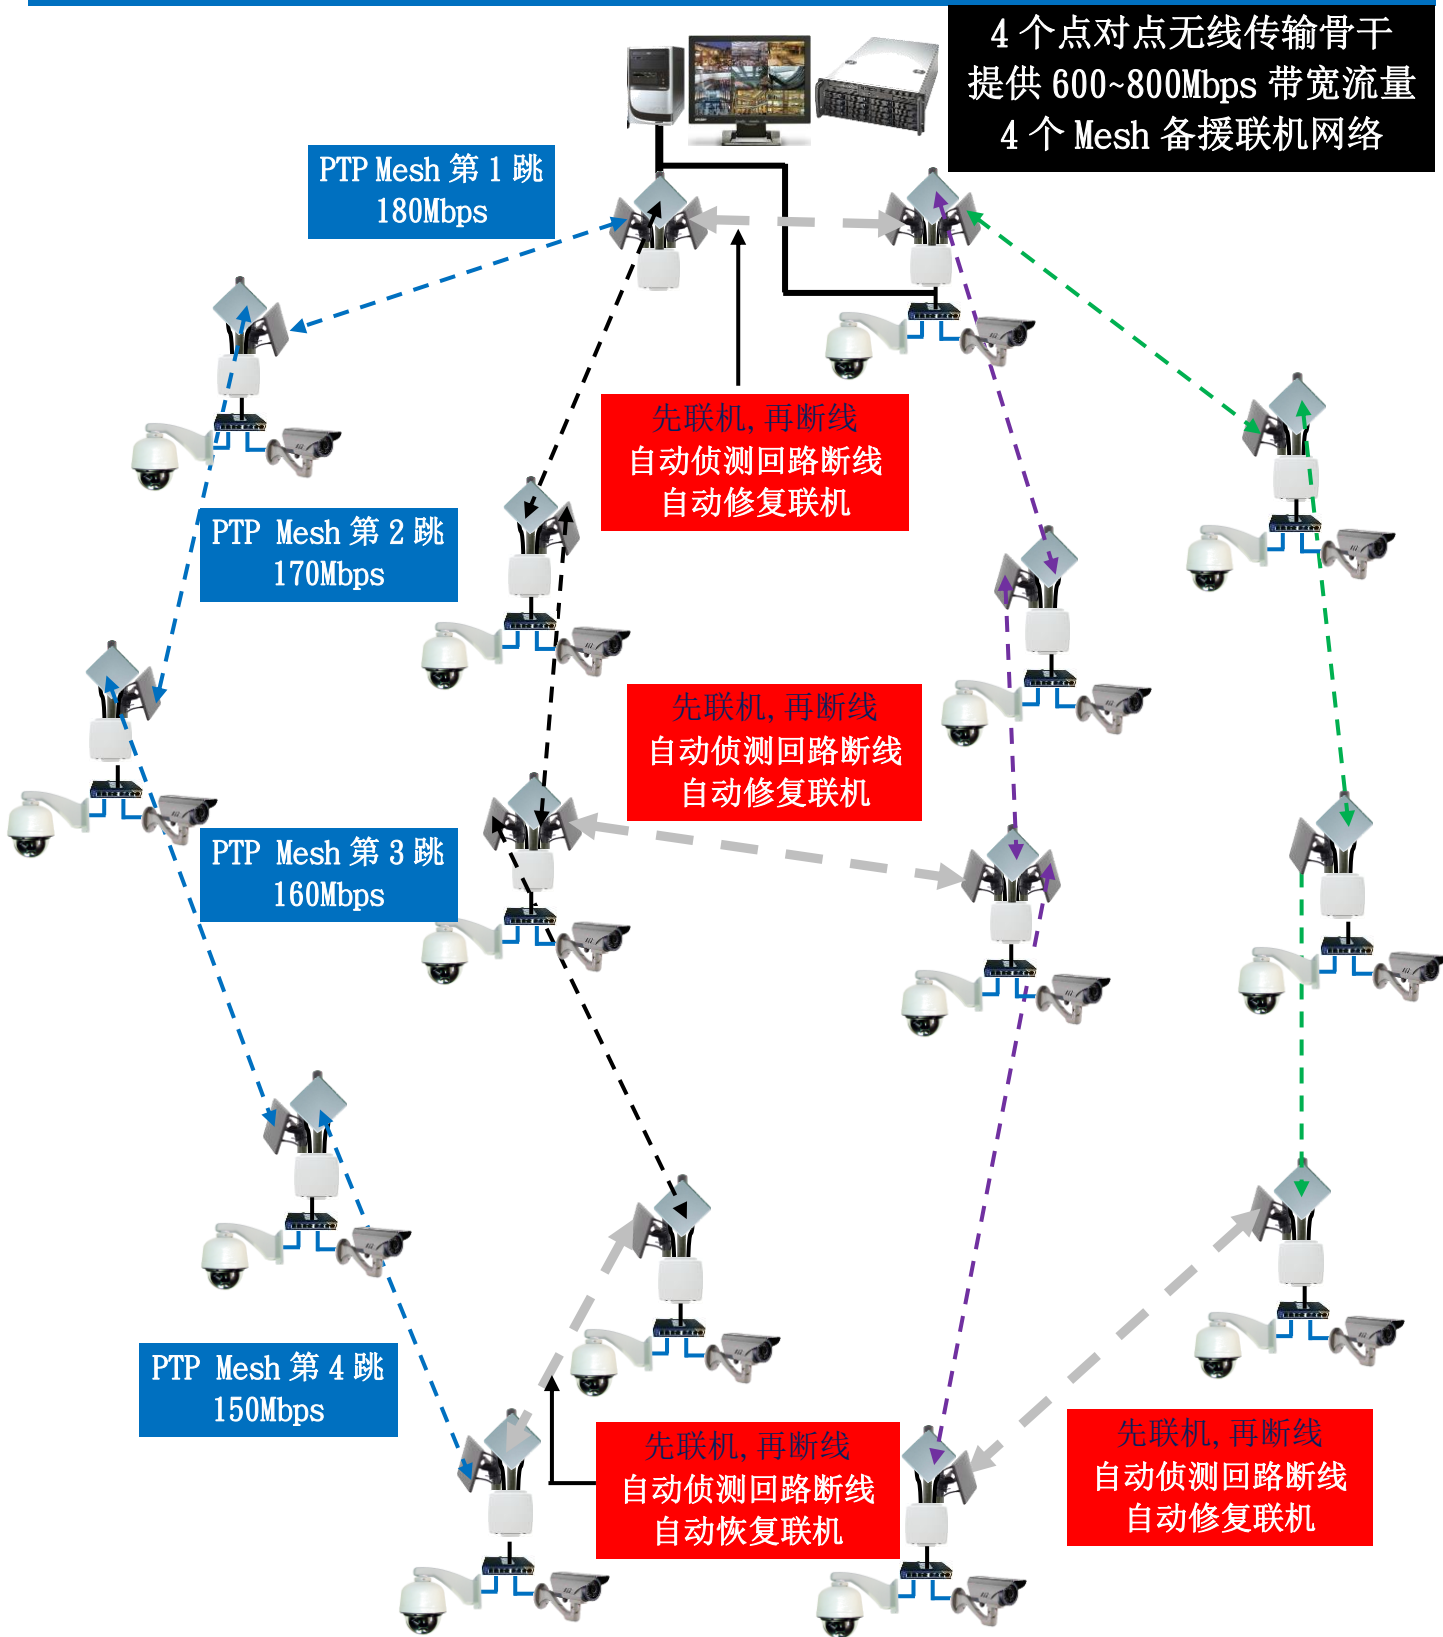 4 个点对点无线传输骨干
提供 600~800Mbps 带宽流量
4 个 Mesh 备援联机网络
PTP Mesh 第 1 跳
180Mbps
先联机,再断线
自动侦测回路断线
自动修复联机
PTP Mesh 第 2 跳
170Mbps
先联机,再断线
自动侦测回路断线
自动修复联机
PTP Mesh 第 3 跳
160Mbps
PTP Mesh 第 4 跳
150Mbps
先联机,再断线
自动侦测回路断线
自动恢复联机
先联机,再断线
自动侦测回路断线
自动修复联机